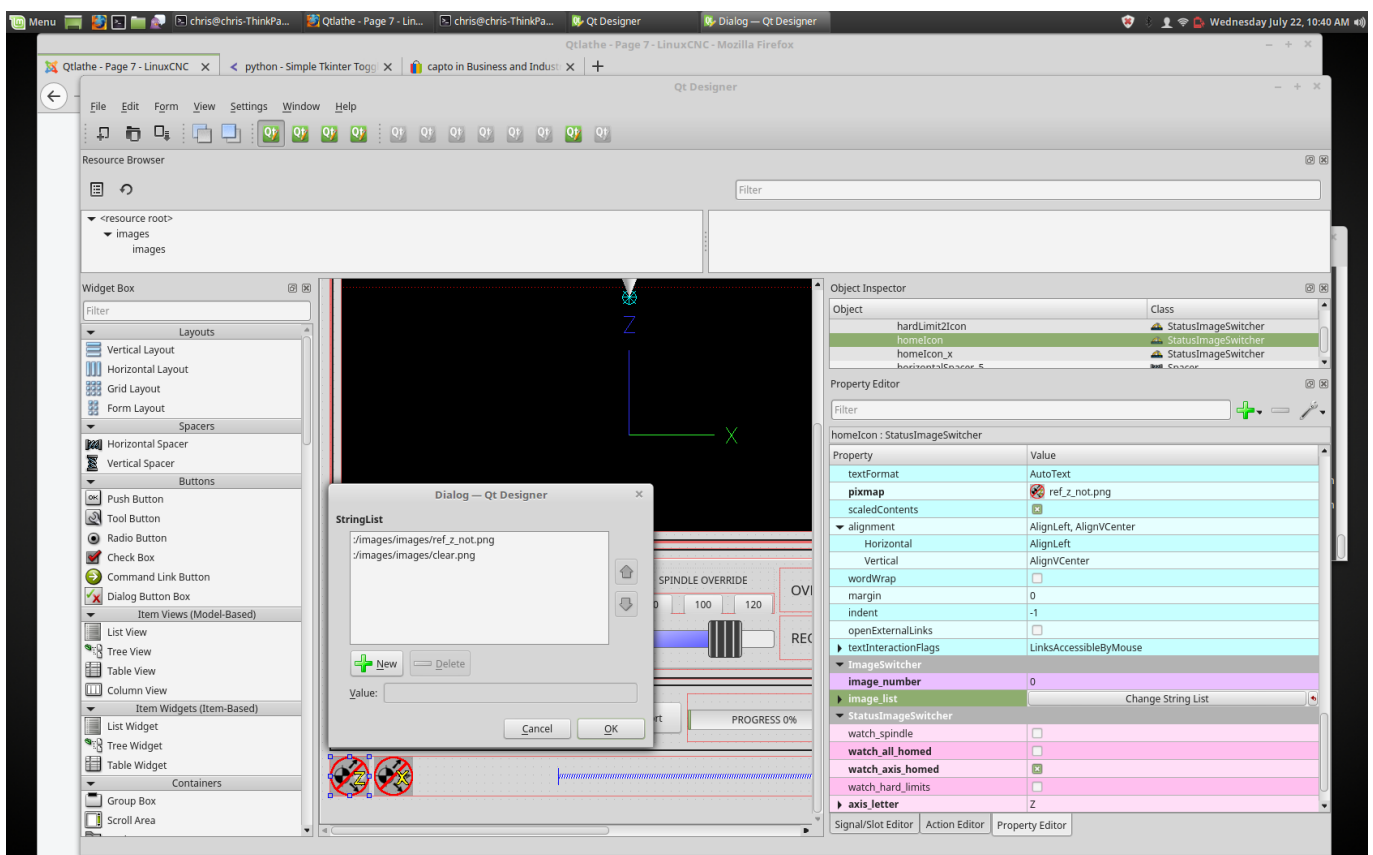 Menu
chris@chris-ThinkPa...
Qtlathe - Page 7 - Lin...
chris@chris-ThinkPa...
Qt Designer
Dialog — Qt Designer
Wednesday July 22, 10:40 AM
Qtlathe - Page 7 - LinuxCNC - Mozilla Firefox
Qtlathe - Page 7 - LinuxCNC
python - Simple Tkinter Togg
capto in Business and Indust
Qt Designer
File Edit Form View Settings Window Help
Resource Browser
Filter
<resource root>
images
images
Widget Box
Filter
Layouts
Vertical Layout
Horizontal Layout
Grid Layout
Form Layout
Spacers
Horizontal Spacer
Vertical Spacer
Buttons
Push Button
Tool Button
Radio Button
Check Box
Command Link Button
Dialog Button Box
Item Views (Model-Based)
List View
Tree View
Table View
Column View
Item Widgets (Item-Based)
List Widget
Tree Widget
Table Widget
Containers
Group Box
Scroll Area
Z
X
Dialog — Qt Designer
StringList
:/images/images/ref_z_not.png
:/images/images/clear.png
New
Delete
Value:
Cancel
OK
SPINDLE OVERRIDE
0 100 120
OVI
REC
rt
PROGRESS 0%
Z
X
Object Inspector
Object Class
hardLimit2Icon StatusImageSwitcher
homeIcon StatusImageSwitcher
homeIcon_x StatusImageSwitcher
horizontalSpacer_5 Spacer
Property Editor
Filter
homeIcon : StatusImageSwitcher
Property Value
textFormat AutoText
pixmap ref_z_not.png
scaledContents
alignment AlignLeft, AlignVCenter
Horizontal AlignLeft
Vertical AlignVCenter
wordWrap
margin 0
indent -1
openExternalLinks
textInteractionFlags LinksAccessibleByMouse
ImageSwitcher
image_number 0
image_list Change String List
StatusImageSwitcher
watch_spindle
watch_all_homed
watch_axis_homed
watch_hard_limits
axis_letter Z
Signal/Slot Editor Action Editor Property Editor